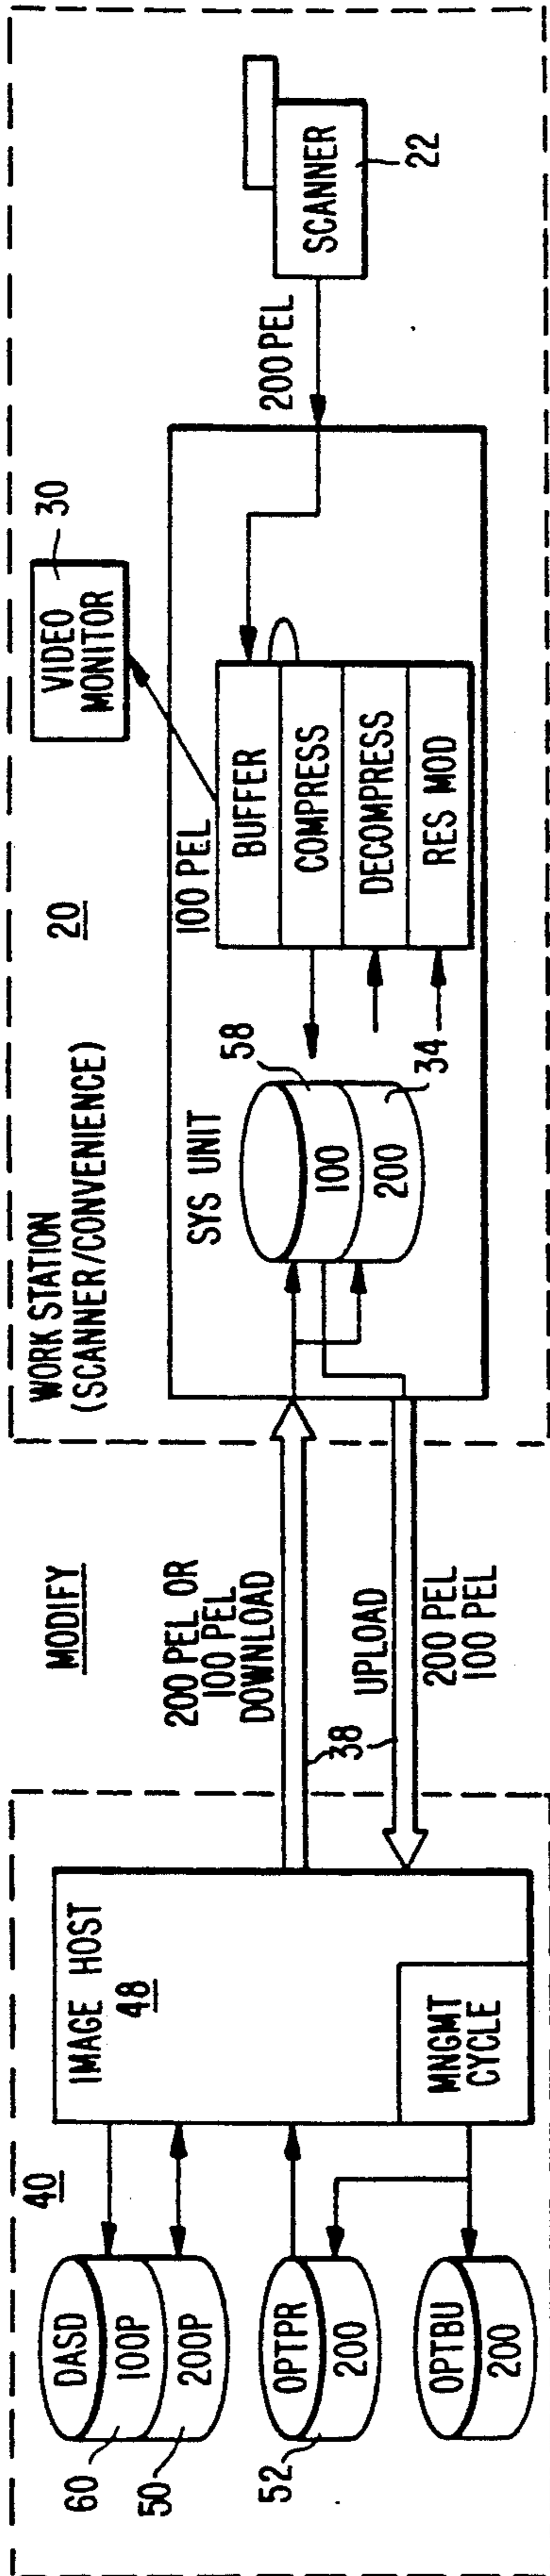 40
DASD
100P
200P
60
50
OPTPR
200
52
OPTBU
200
IMAGE HOST
48
MNGMT
CYCLE
MODIFY
200 PEL OR
100 PEL
DOWNLOAD
38
UPLOAD
200 PEL
100 PEL
WORK STATION
(SCANNER/CONVENIENCE)
20
SYS UNIT
58
100
200
34
100 PEL
BUFFER
COMPRESS
DECOMPRESS
RES MOD
VIDEO
MONITOR
30
200 PEL
SCANNER
22